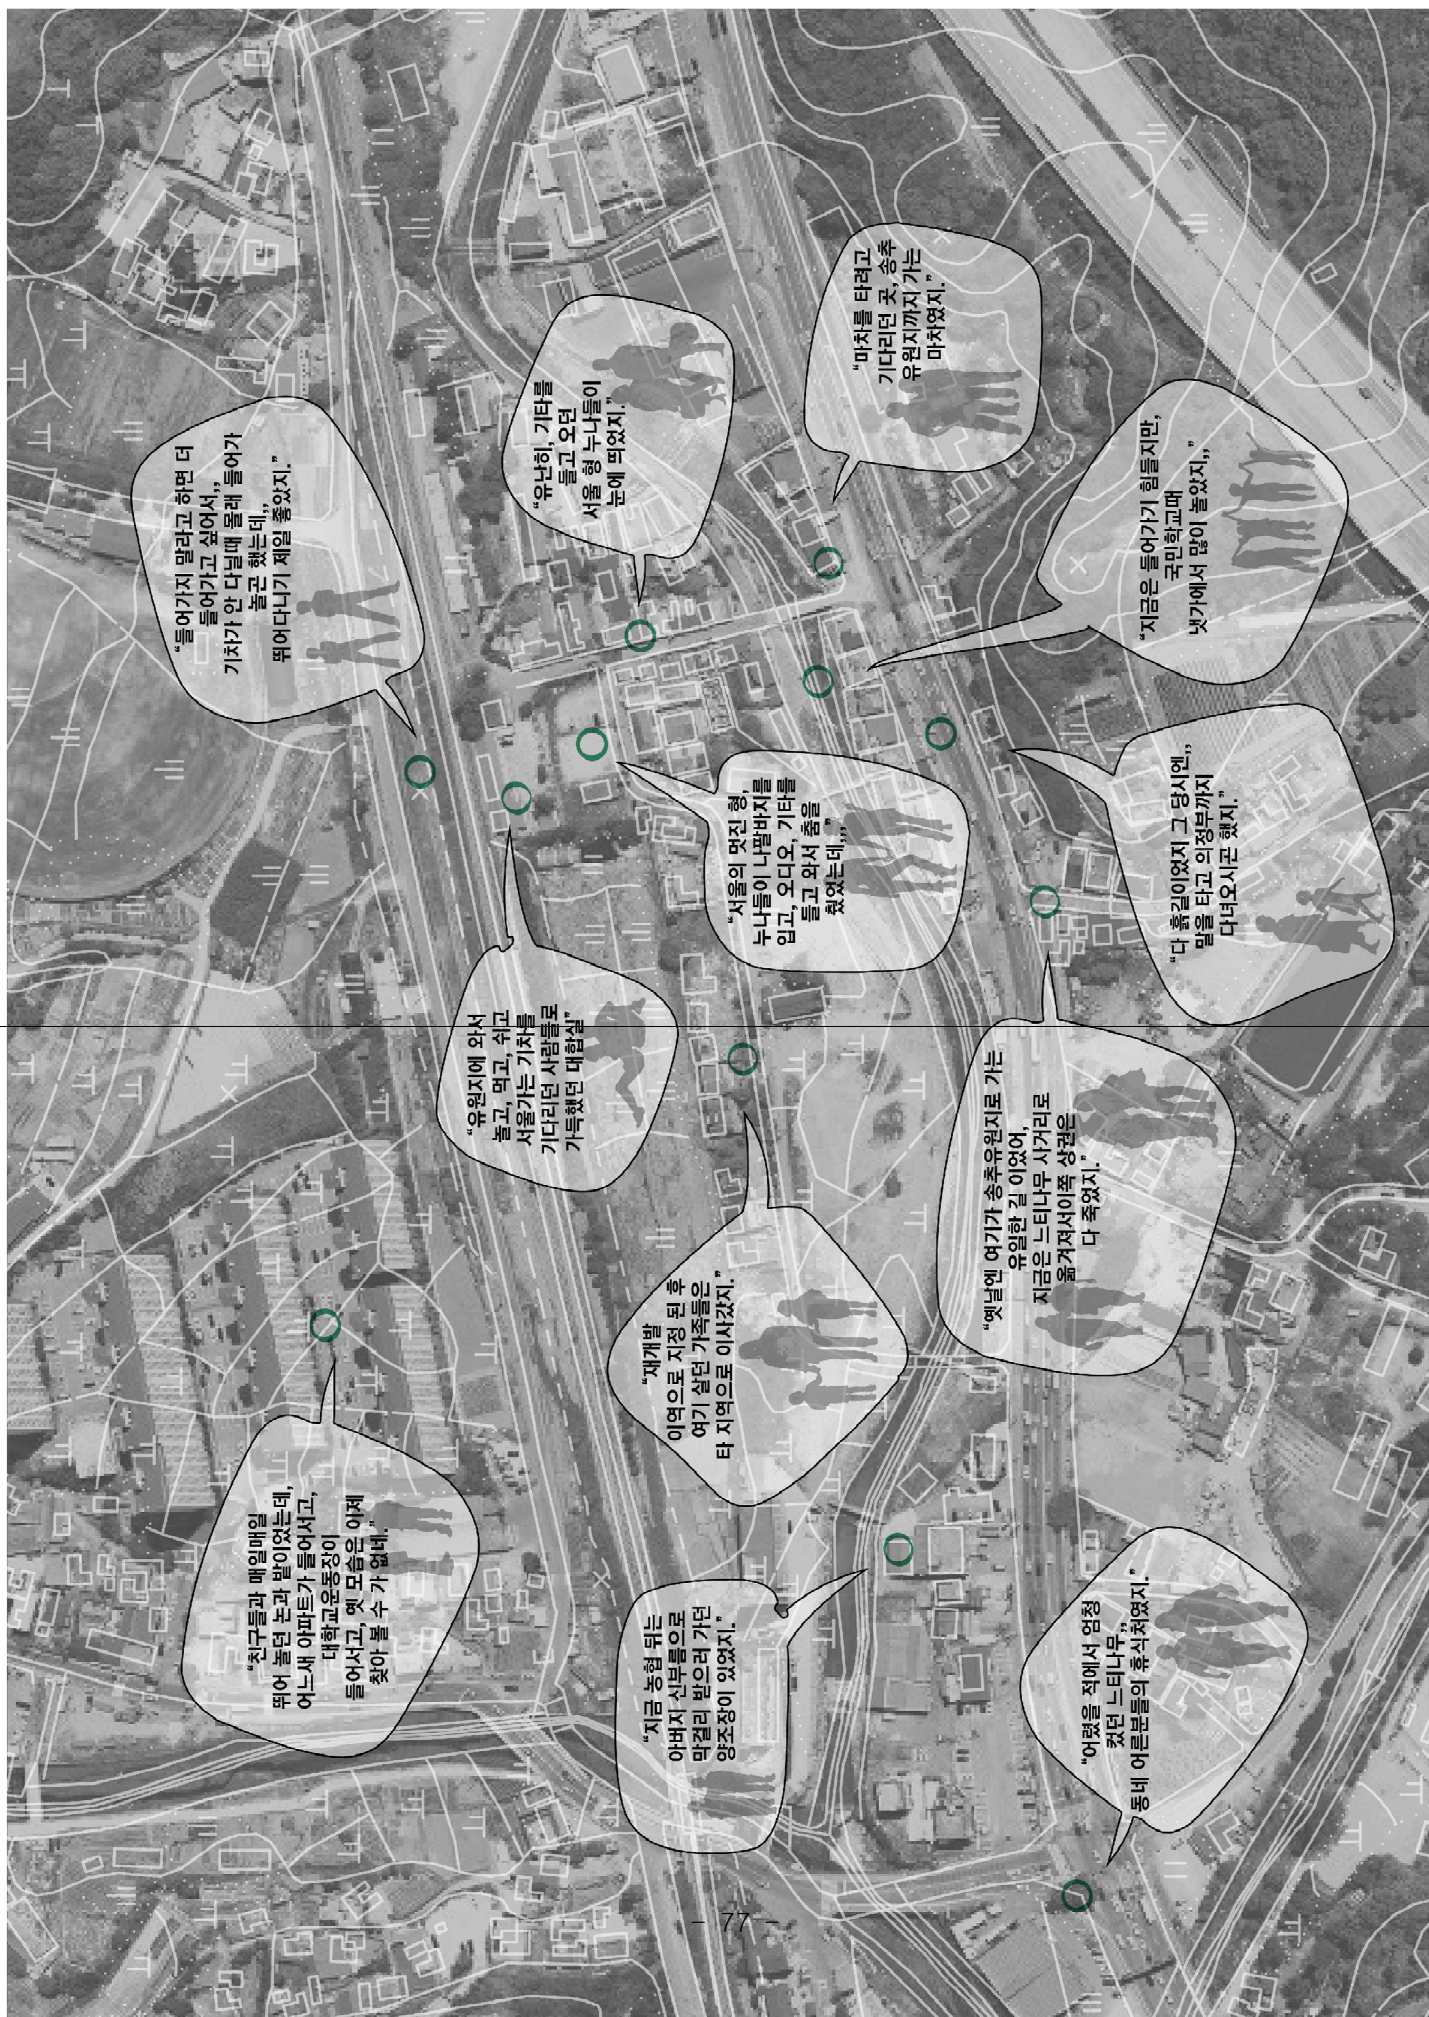 “친구들과 매일매일
뛰어 놀던 논과 밭이었는데,
어느새 아파트가 들어서고,
대학교운동장이
들어서고, 옛 모습은 이제
찾아 볼 수 가 없네.”
“들어가지 말라고 하면 더
들어가고 싶어서,,
기차가 안 다닐때 몰래 들어가
놀곤 했는데,,
뛰어다니기 제일 좋았지.”
“유원지에 와서
놀고, 먹고, 쉬고
서울가는 기차를
기다리던 사람들로
가득했던 대합실”
“유난히, 기타를
들고 오던
서울 형 누나들이
눈에 띄었지.”
“지금 농협 뒤는
아버지 심부름으로
막걸리 받으러 가던
양조장이 있었지.”
“재개발
이역으로 지정 된 후
여기 살던 가족들은
타 지역으로 이사갔지.”
“서울의 멋진 형,
누나들이 나팔바지를
입고, 오디오, 기타를
들고 와서 춤을
췄었는데,,”
“마차를 타려고
기다리던 곳, 송추
유원지까지 가는
마차였지.”
“옛날엔 여기가 송추유원지로 가는
유일한 길 이었어,
지금은 느티나무 사거리로
옮겨져서이쪽 상권은
다 죽었지.”
“어렸을 적에서 엄청
컸던 느티나무,,
동네 어른분들의 휴식처였지.”
“다 흙길이었지 그 당시엔,,
말을 타고 의정부까지
다녀오시곤 했지.”
“지금은 들어가기 힘들지만,
국민학교때
냇가에서 많이 놀았지,,”
- 77 -